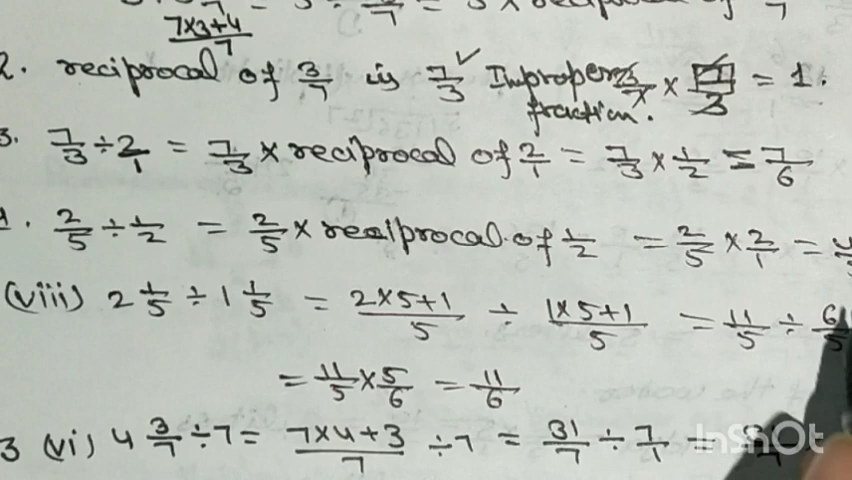 7x3+4/7
2. reciprocal of 3/7 is 7/3 ✓ Improper fraction. 3/7 × 7/3 = 1.
3. 7/3 ÷ 2/1 = 7/3 × reciprocal of 2/1 = 7/3 × 1/2 = 7/6
2/5 ÷ 1/2 = 2/5 × reciprocal of 1/2 = 2/5 × 2/1 =
(viii) 2 1/5 ÷ 1 1/5 = 2×5+1/5 ÷ 1×5+1/5 = 11/5 ÷ 6/5
= 11/5 × 5/6 = 11/6
3 (vi) 4 3/7 ÷ 7 = 7×4+3/7 ÷ 7 = 31/7 ÷ 7/1 =
InShOt